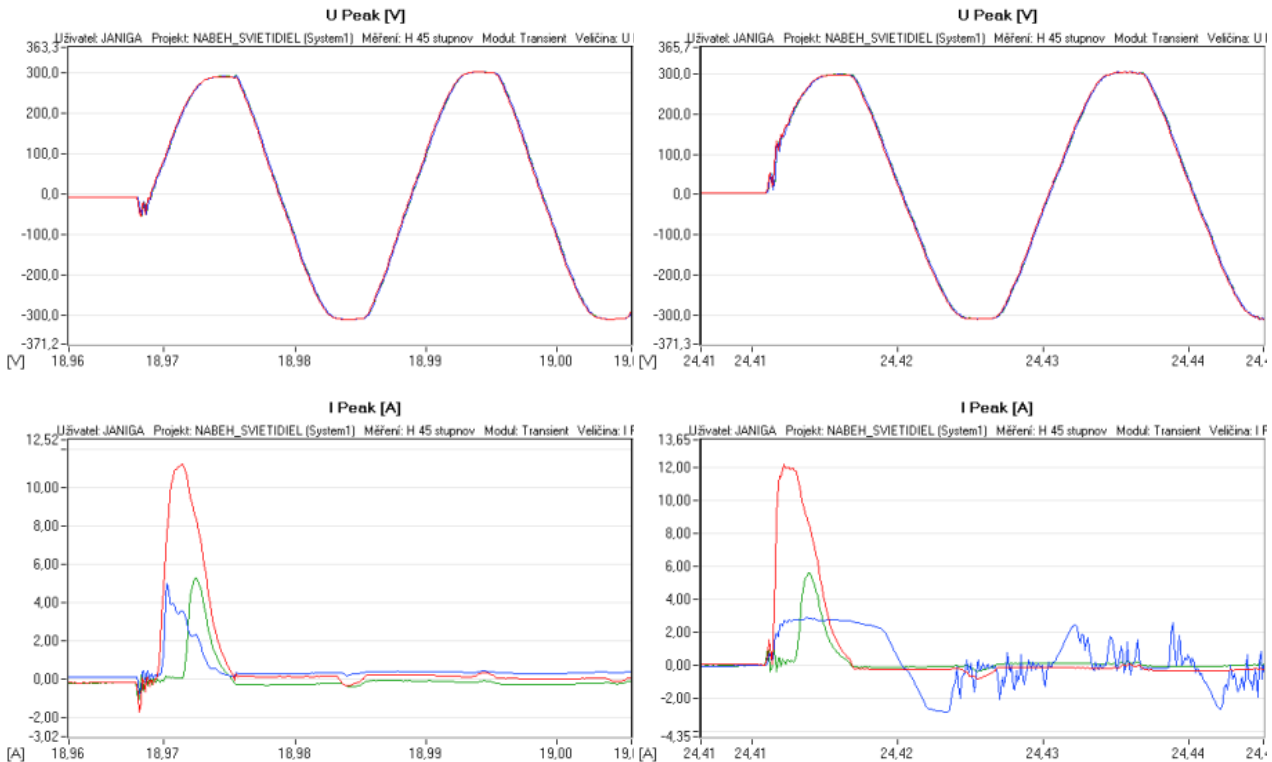 U Peak [V]
Uživatel: JANIGA Projekt: NABEH_SVIETIDIEL (System1) Měření: H 45 stupnov Modul: Transient Veličina: U
363,3
300,0
200,0
100,0
0,0
-100,0
-200,0
-300,0
-371,2
[V]
18,96 18,97 18,98 18,99 19,00 19,0
U Peak [V]
Uživatel: JANIGA Projekt: NABEH_SVIETIDIEL (System1) Měření: H 45 stupnov Modul: Transient Veličina: U
365,7
300,0
200,0
100,0
0,0
-100,0
-200,0
-300,0
-371,3
[V]
24,41 24,41 24,42 24,43 24,44 24,4
I Peak [A]
Uživatel: JANIGA Projekt: NABEH_SVIETIDIEL (System1) Měření: H 45 stupnov Modul: Transient Veličina: I
12,52
10,00
8,00
6,00
4,00
2,00
0,00
-2,00
-3,02
[A]
18,96 18,97 18,98 18,99 19,00 19,0
I Peak [A]
Uživatel: JANIGA Projekt: NABEH_SVIETIDIEL (System1) Měření: H 45 stupnov Modul: Transient Veličina: I
13,65
12,00
10,00
8,00
6,00
4,00
2,00
0,00
-2,00
-4,35
[A]
24,41 24,41 24,42 24,43 24,44 24,4